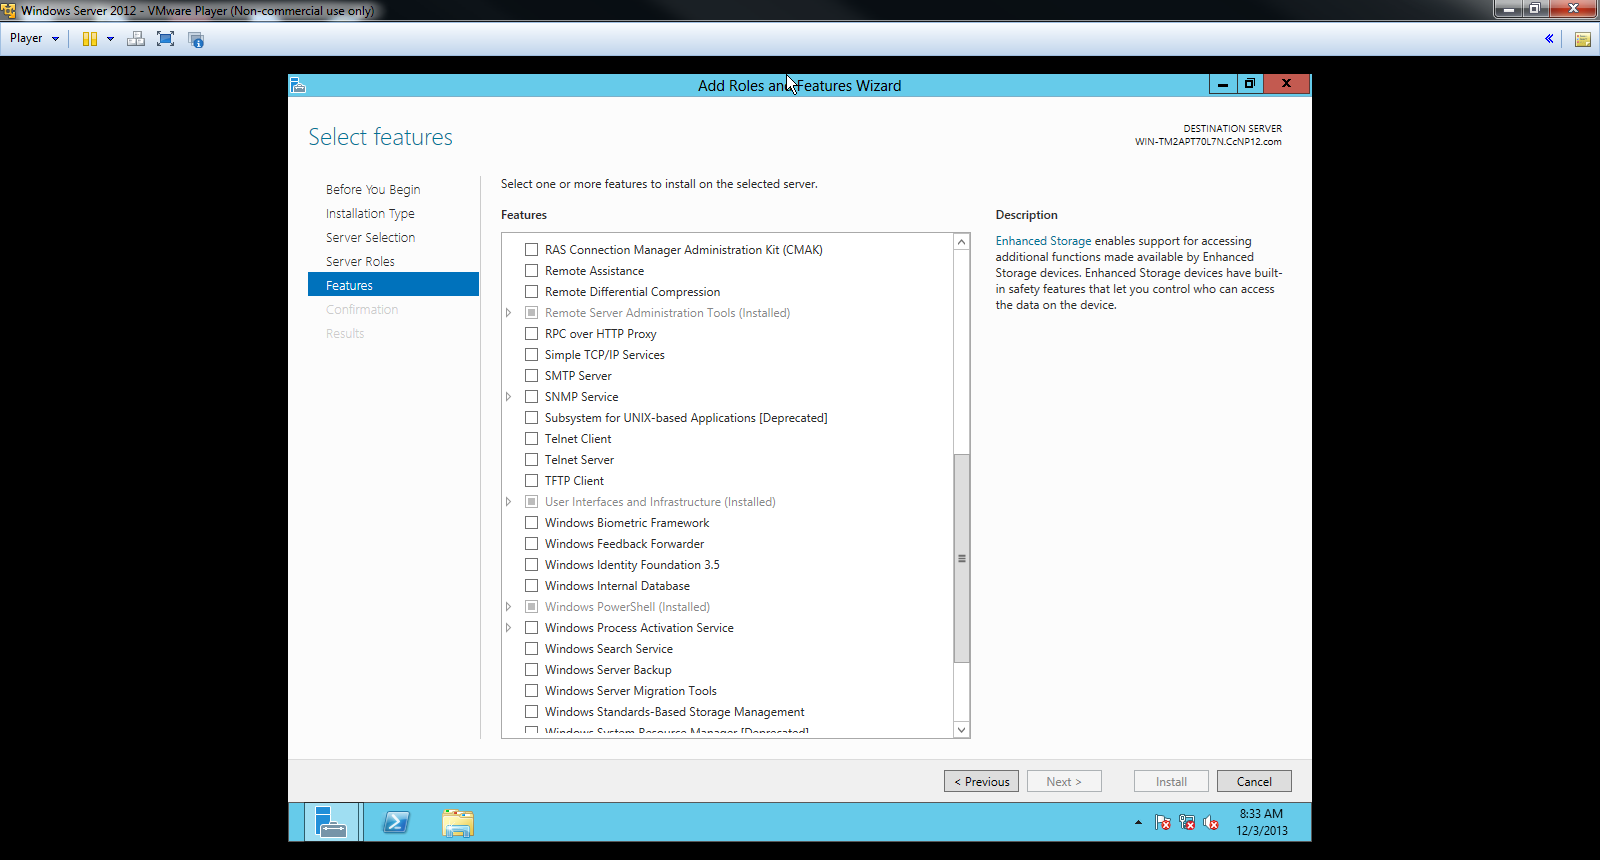 Windows Server 2012 - VMware Player (Non-commercial use only)
Player
Add Roles and Features Wizard
Select features
DESTINATION SERVER
WIN-TM2APT70L7N.CcNP12.com
Before You Begin
Installation Type
Server Selection
Server Roles
Features
Confirmation
Results
Select one or more features to install on the selected server.
Features
RAS Connection Manager Administration Kit (CMAK)
Remote Assistance
Remote Differential Compression
Remote Server Administration Tools (Installed)
RPC over HTTP Proxy
Simple TCP/IP Services
SMTP Server
SNMP Service
Subsystem for UNIX-based Applications [Deprecated]
Telnet Client
Telnet Server
TFTP Client
User Interfaces and Infrastructure (Installed)
Windows Biometric Framework
Windows Feedback Forwarder
Windows Identity Foundation 3.5
Windows Internal Database
Windows PowerShell (Installed)
Windows Process Activation Service
Windows Search Service
Windows Server Backup
Windows Server Migration Tools
Windows Standards-Based Storage Management
Windows System Resource Manager [Deprecated]
Description
Enhanced Storage enables support for accessing
additional functions made available by Enhanced
Storage devices. Enhanced Storage devices have built-
in safety features that let you control who can access
the data on the device.
< Previous
Next >
Install
Cancel
8:33 AM
12/3/2013